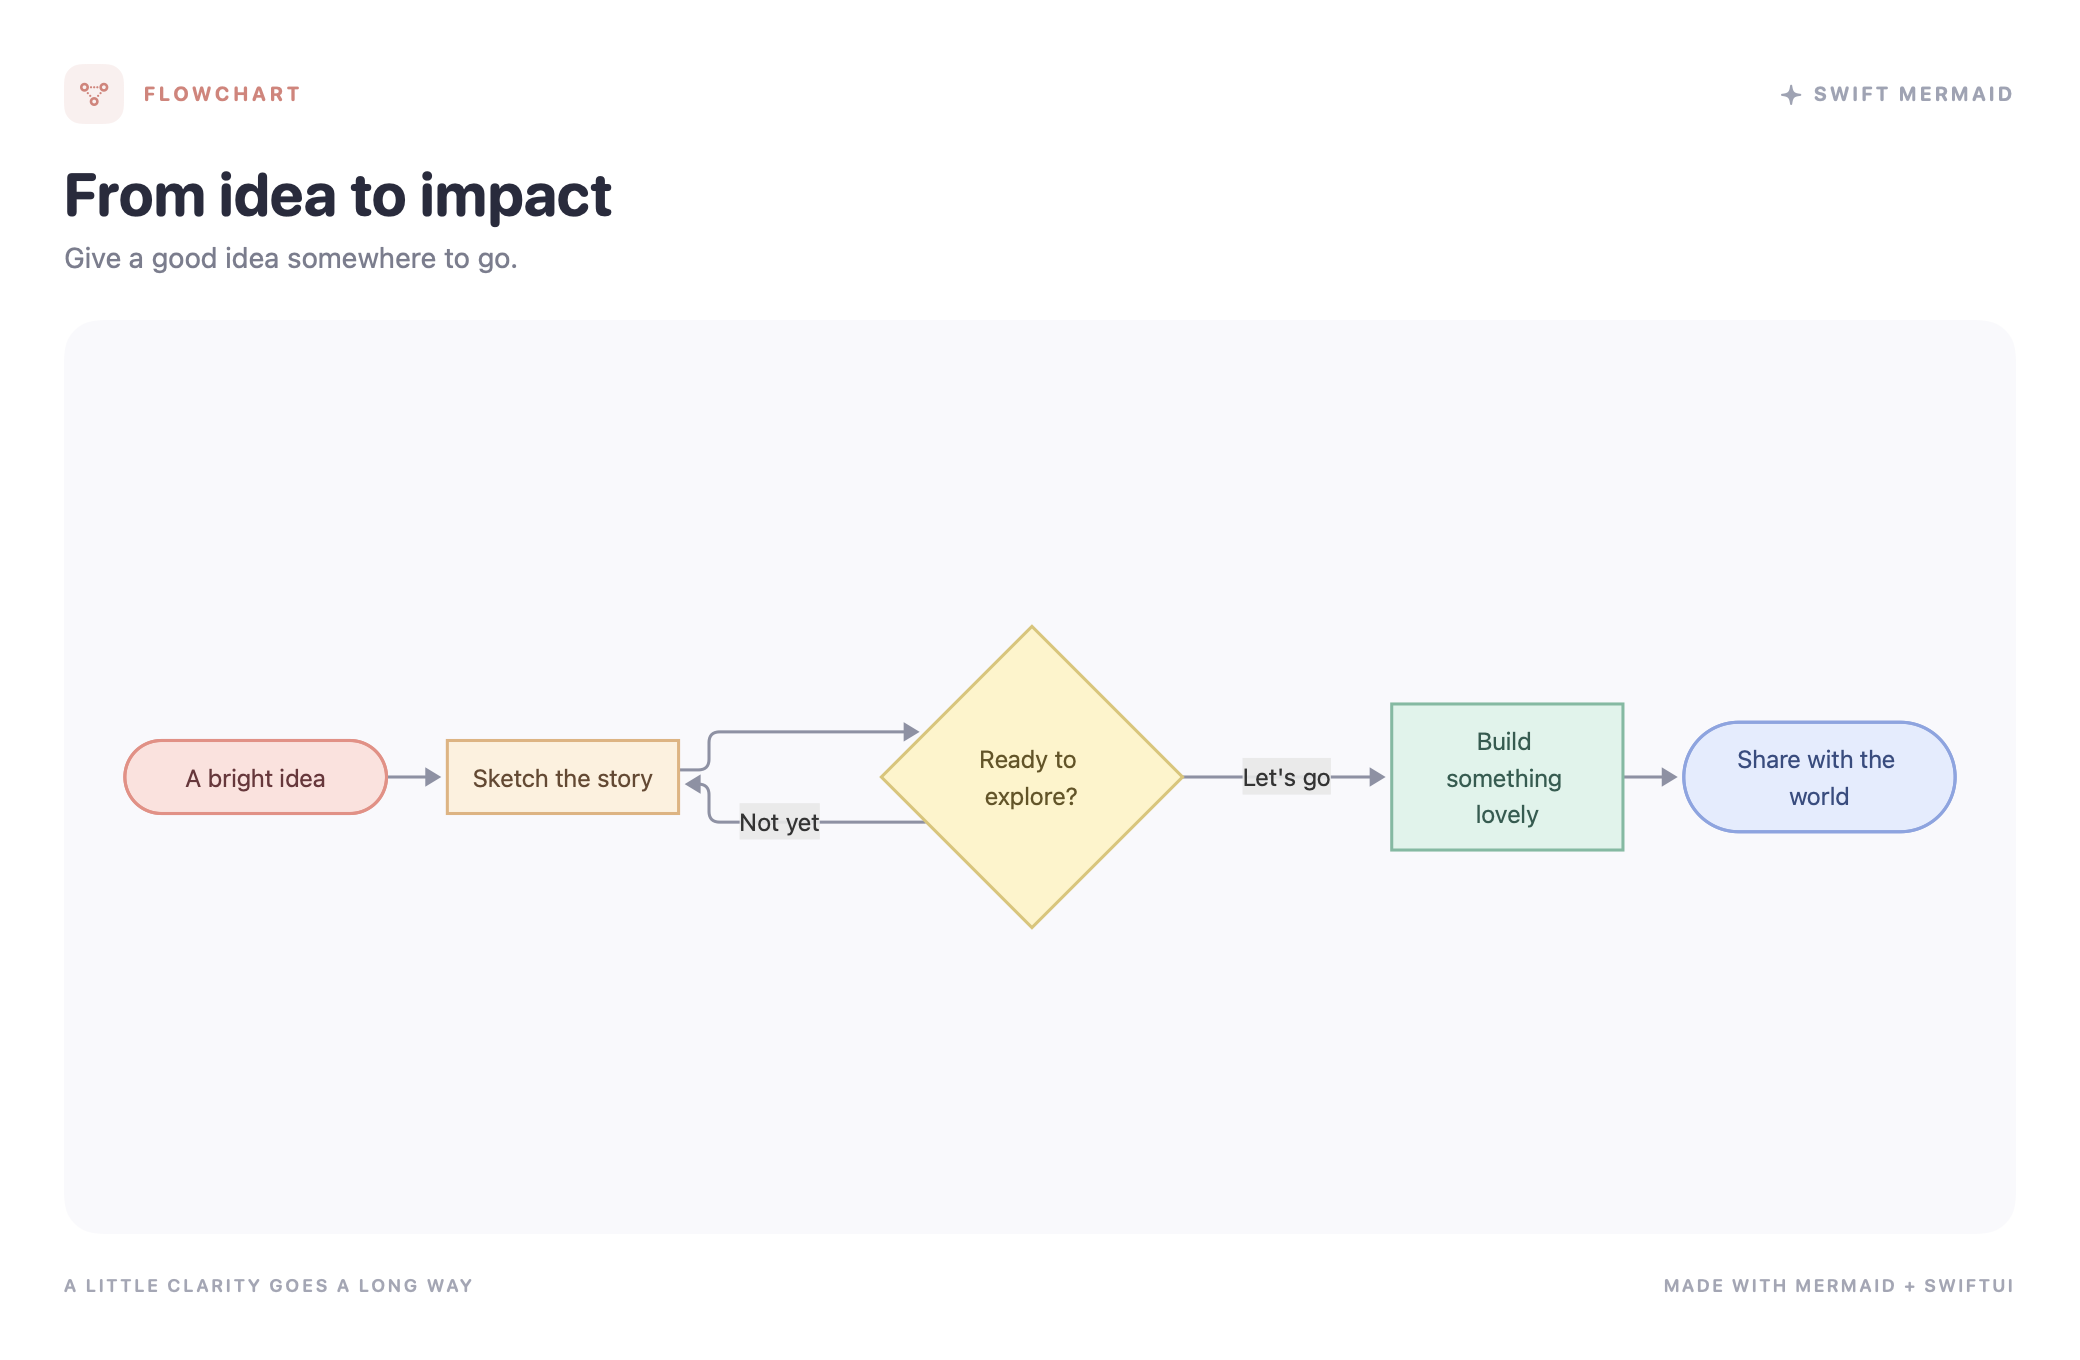 FLOWCHART
SWIFT MERMAID
From idea to impact
Give a good idea somewhere to go.
A bright idea
Sketch the story
Not yet
Ready to
explore?
Let's go
Build
something
lovely
Share with the
world
A LITTLE CLARITY GOES A LONG WAY
MADE WITH MERMAID + SWIFTUI